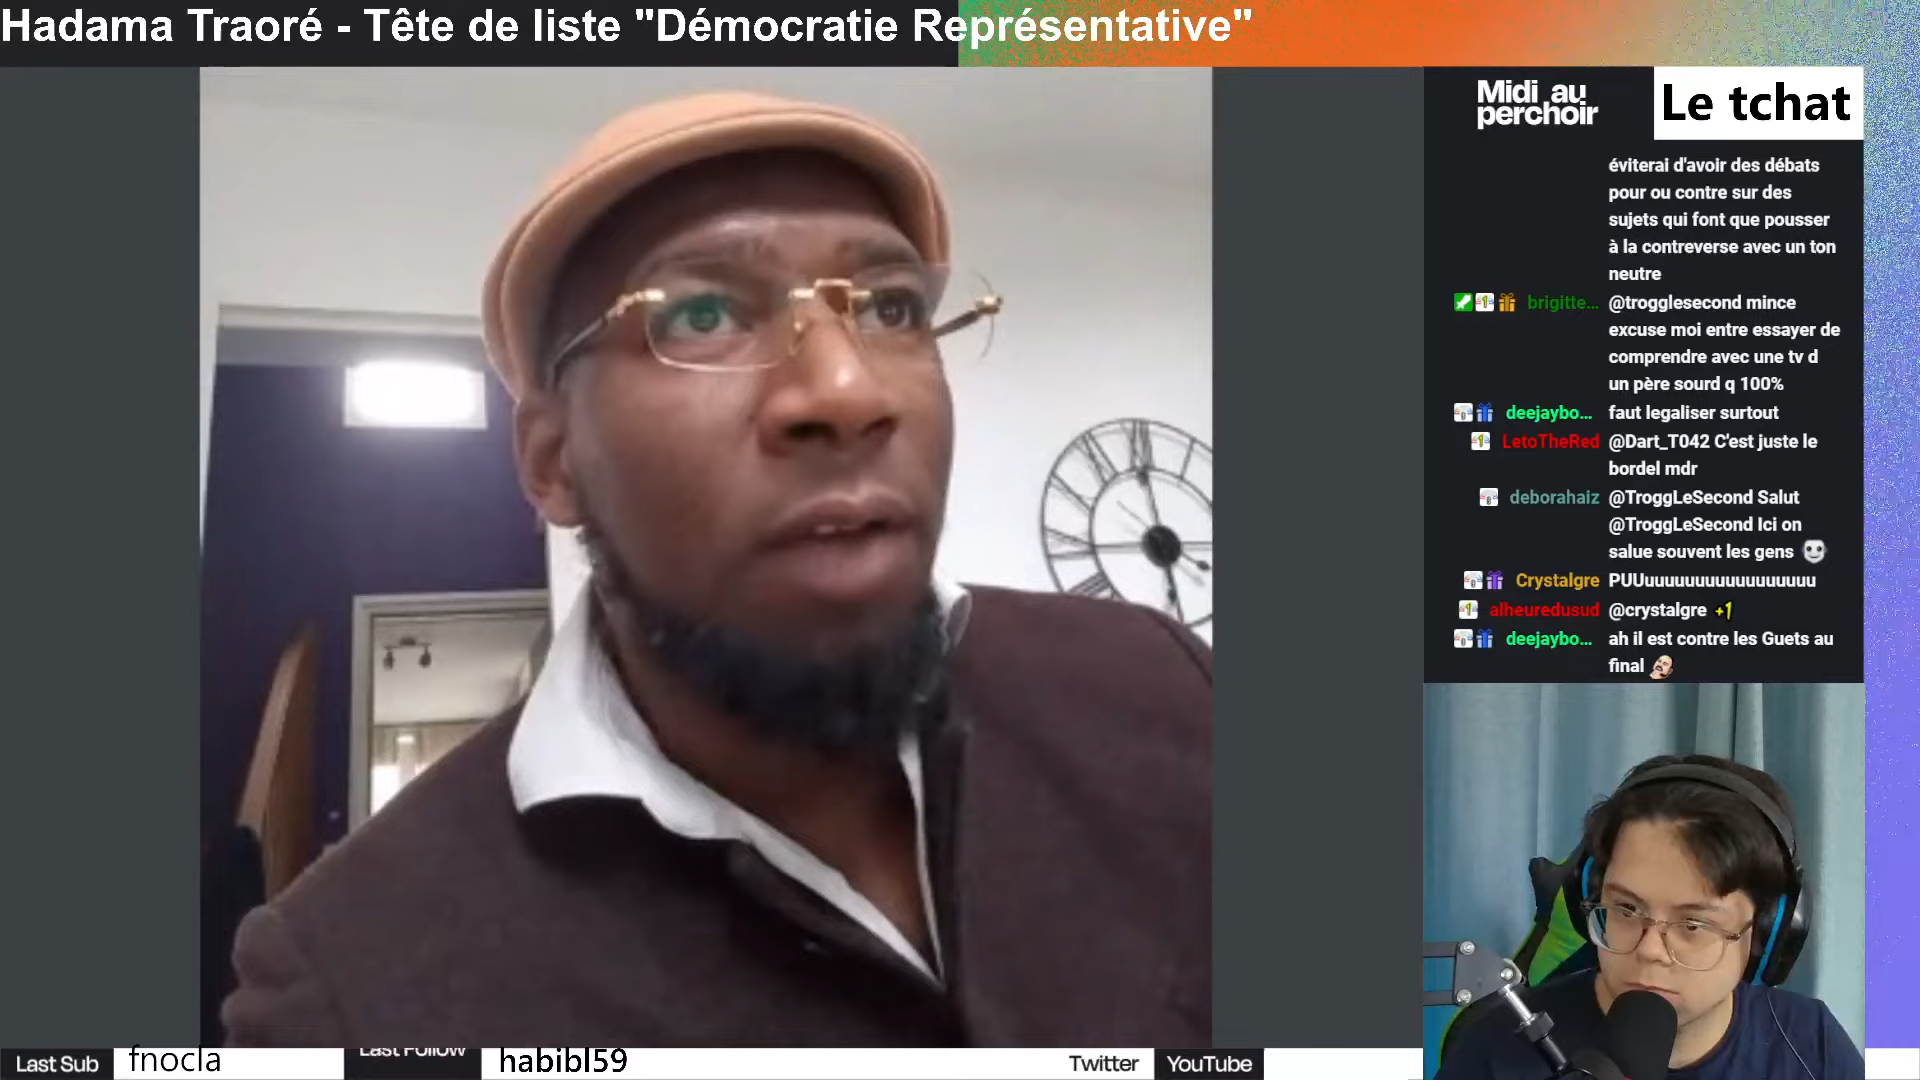 Hadama Traoré - Tête de liste "Démocratie Représentative"
Midi au
perchoir
Le tchat
éviterai d'avoir des débats
pour ou contre sur des
sujets qui font que pousser
à la contreverse avec un ton
neutre
brigitte... @trogglesecond mince
excuse moi entre essayer de
comprendre avec une tv d
un père sourd q 100%
deejaybo... faut legaliser surtout
LetoTheRed @Dart_T042 C'est juste le
bordel mdr
deborahaiz @TroggLeSecond Salut
@TroggLeSecond Ici on
salue souvent les gens
Crystalgre PUUuuuuuuuuuuuuuuuuu
alheuredusud @crystalgre +1
deejaybo... ah il est contre les Guets au
final
Last Sub fnocla Last Follow habibl59 Twitter YouTube